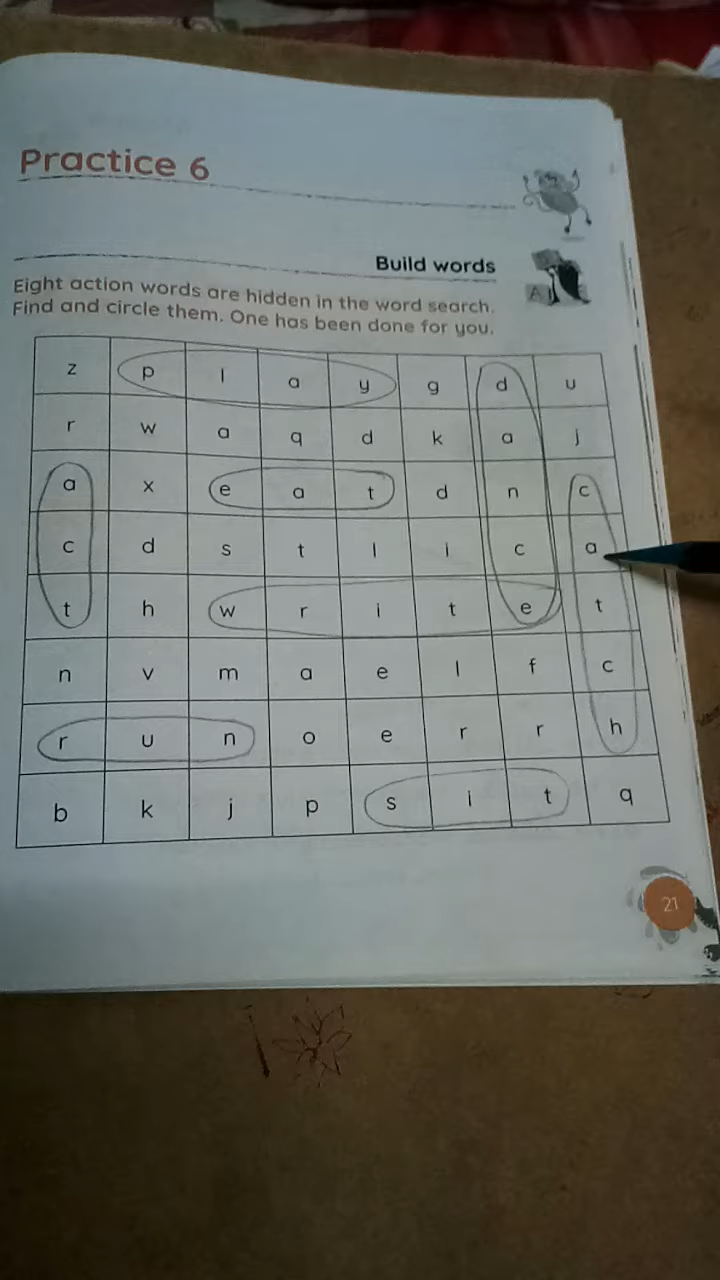 Practice 6
Build words
Eight action words are hidden in the word search.
Find and circle them. One has been done for you.
z p l a y g d u
r w a q d k a j
a x e a t d n c
c d s t l i c a
t h w r i t e t
n v m a e l f c
r u n o e r r h
b k j p s i t q
21